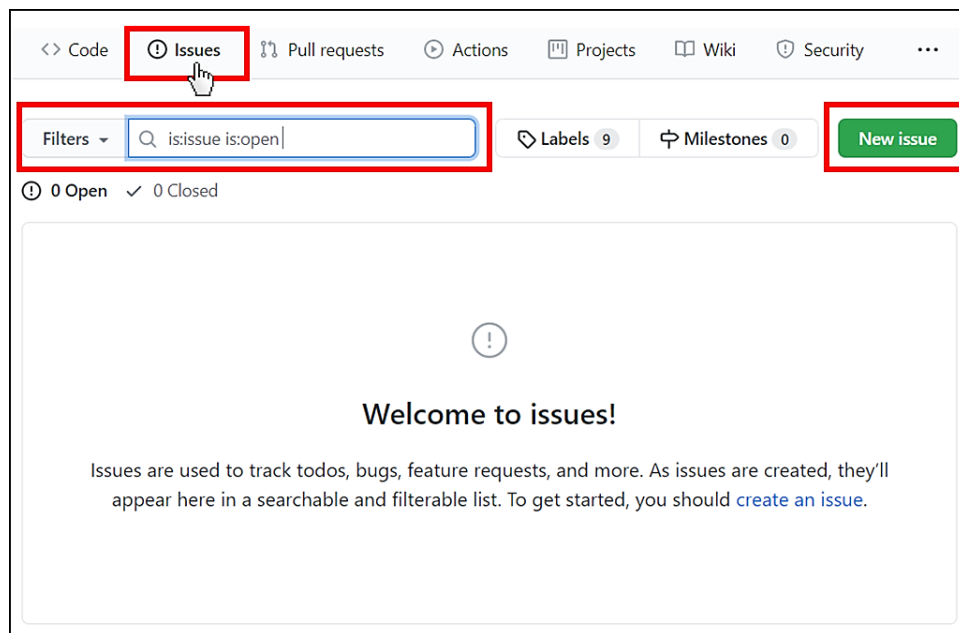 Code Issues Pull requests Actions Projects Wiki Security ...
Filters is:issue is:open Labels 9 Milestones 0 New issue
0 Open 0 Closed
Welcome to issues!
Issues are used to track todos, bugs, feature requests, and more. As issues are created, they’ll
appear here in a searchable and filterable list. To get started, you should create an issue.